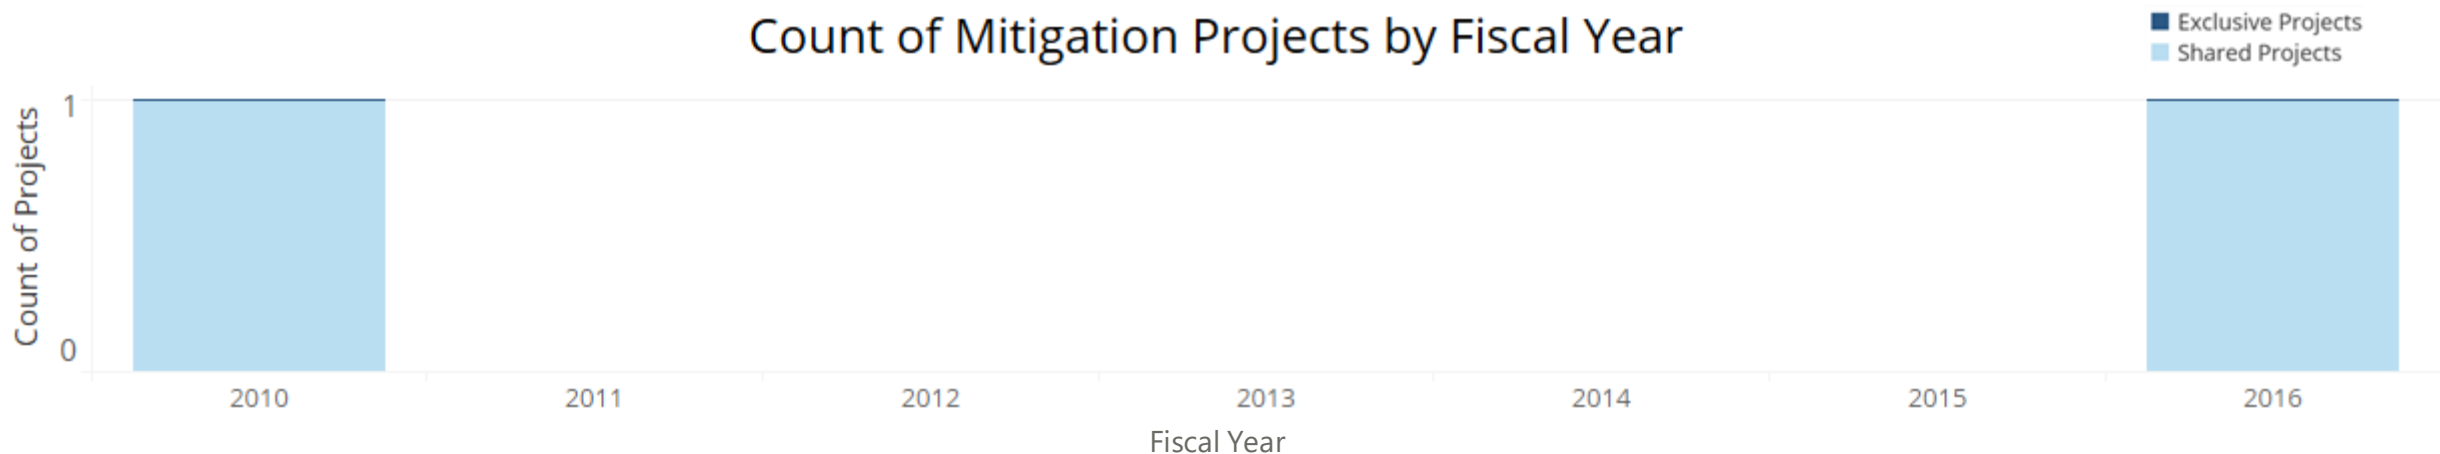 Count of Mitigation Projects by Fiscal Year
Exclusive Projects
Shared Projects
Count of Projects
1
0
2010 2011 2012 2013 2014 2015 2016
Fiscal Year